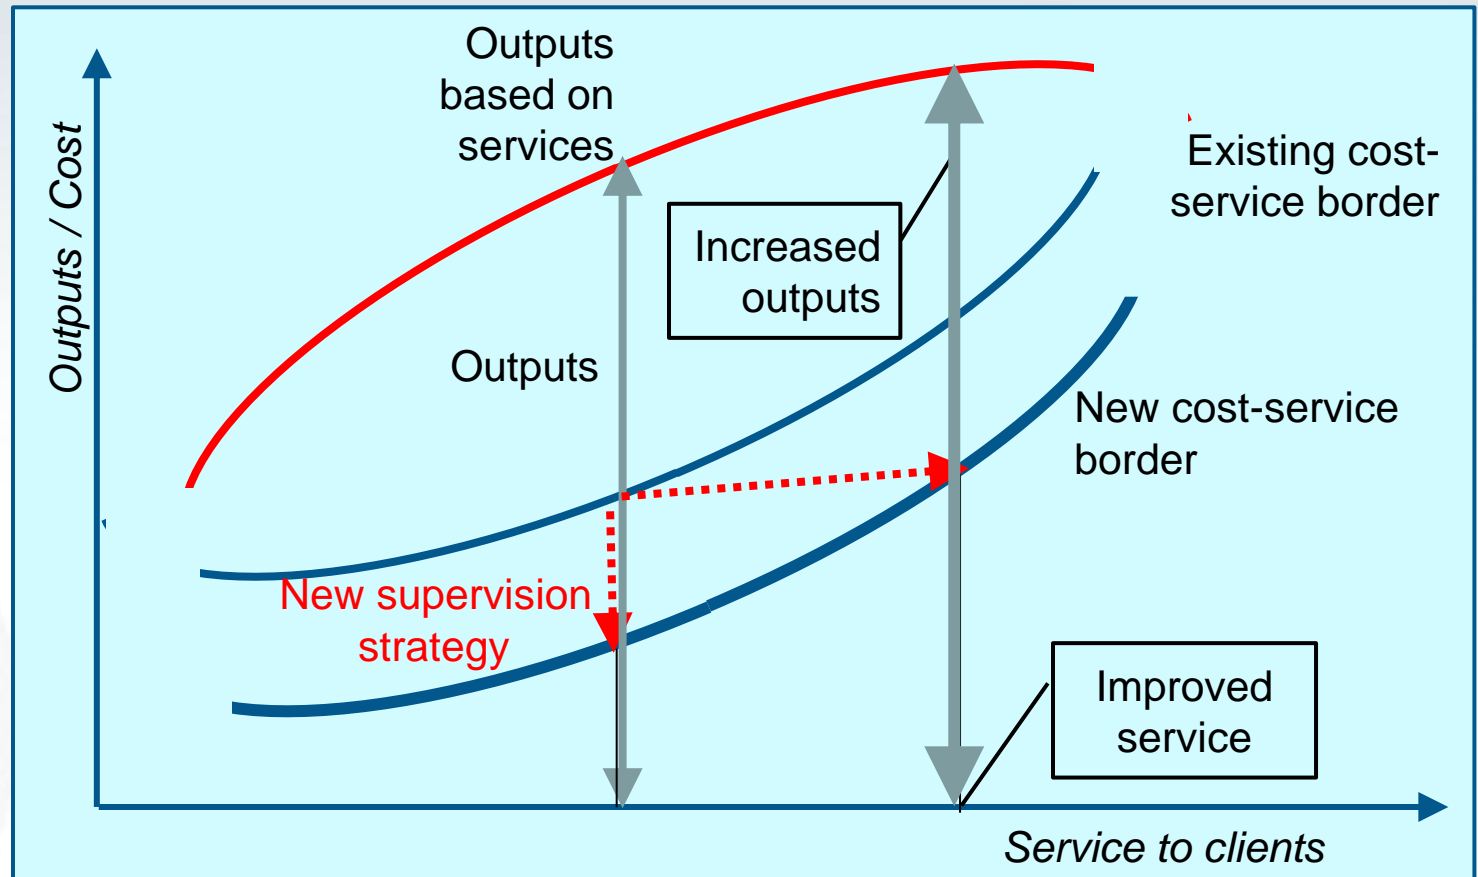 Outputs
based on
services
Outputs / Cost
Existing cost-
service border
Increased
outputs
Outputs
New cost-service
border
New supervision
strategy
Improved
service
Service to clients